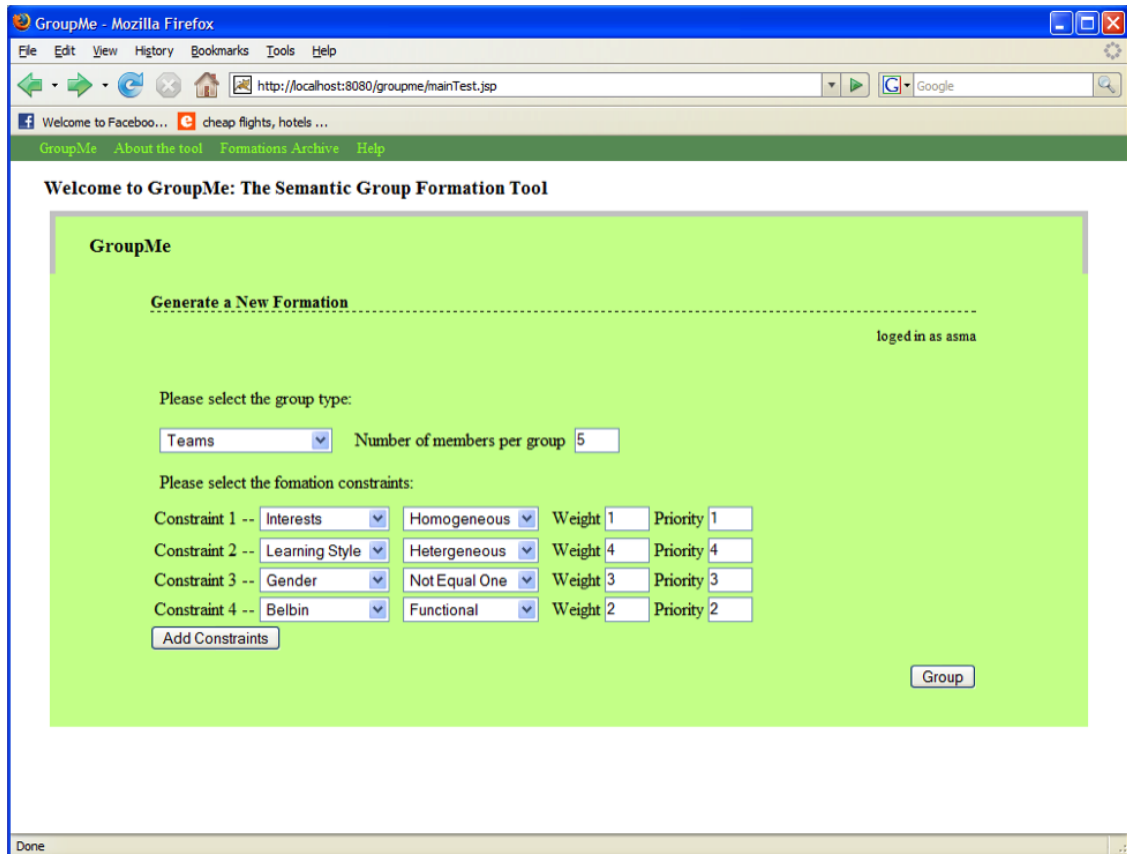 GroupMe - Mozilla Firefox
File Edit View History Bookmarks Tools Help
http://localhost:8080/groupme/mainTest.jsp G Google
Welcome to Faceboo... cheap flights, hotels ...
GroupMe About the tool Formations Archive Help
Welcome to GroupMe: The Semantic Group Formation Tool
GroupMe
Generate a New Formation
loged in as asma
Please select the group type:
Teams Number of members per group 5
Please select the fomation constraints:
Constraint 1 -- Interests Homogeneous Weight 1 Priority 1
Constraint 2 -- Learning Style Hetergeneous Weight 4 Priority 4
Constraint 3 -- Gender Not Equal One Weight 3 Priority 3
Constraint 4 -- Belbin Functional Weight 2 Priority 2
Add Constraints
Group
Done